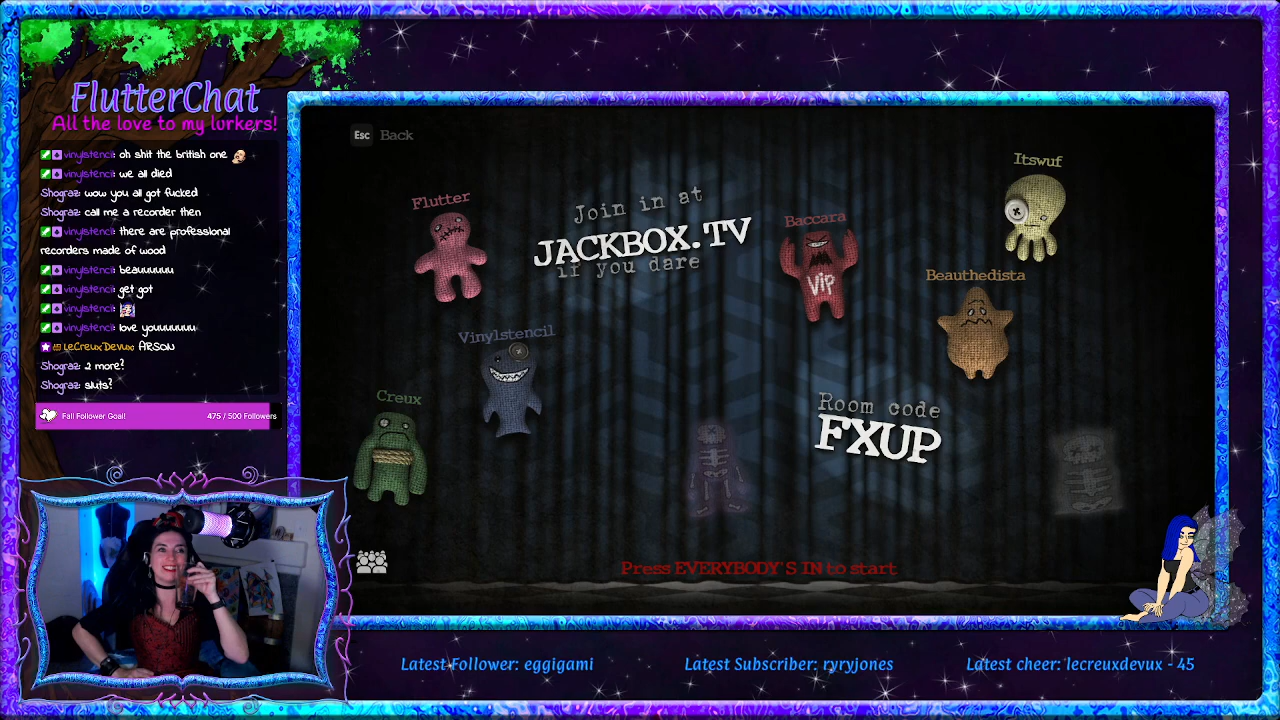 FlutterChat
All the love to my lurkers!
vinylstencil: oh shit the british one
vinylstencil: we all died
Shograz: wow you all got fucked
Shograz: call me a recorder then
vinylstencil: there are professional
recorders made of wood
vinylstencil: beauuuuuu
vinylstencil: get got
vinylstencil:
vinylstencil: love youuuuuuu
LeCreuxDevux: ARSON
Shograz: 2 more?
Shograz: sluts?
Fall Follower Goal! 475 / 500 Followers
Esc Back
Flutter
Join in at
JACKBOX.TV
if you dare
Baccara
VIP
Itswuf
Beauthedista
Vinylstencil
Creux
Room code
FXUP
Press EVERYBODY'S IN to start
Latest Follower: eggigami
Latest Subscriber: ryryjones
Latest cheer: lecreuxdevux - 45